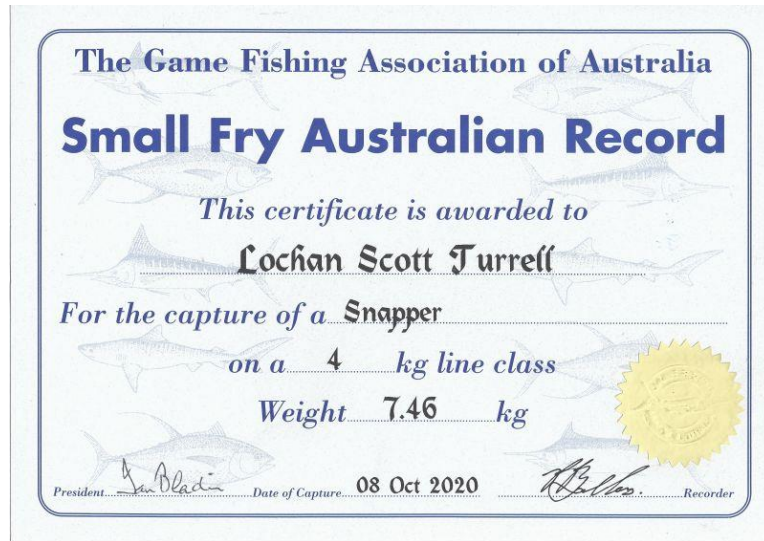 The Game Fishing Association of Australia
Small Fry Australian Record
This certificate is awarded to
Lochan Scott Turrell
For the capture of a Snapper
on a 4 kg line class
Weight 7.46 kg
President Ian Bladin Date of Capture 08 Oct 2020 Recorder